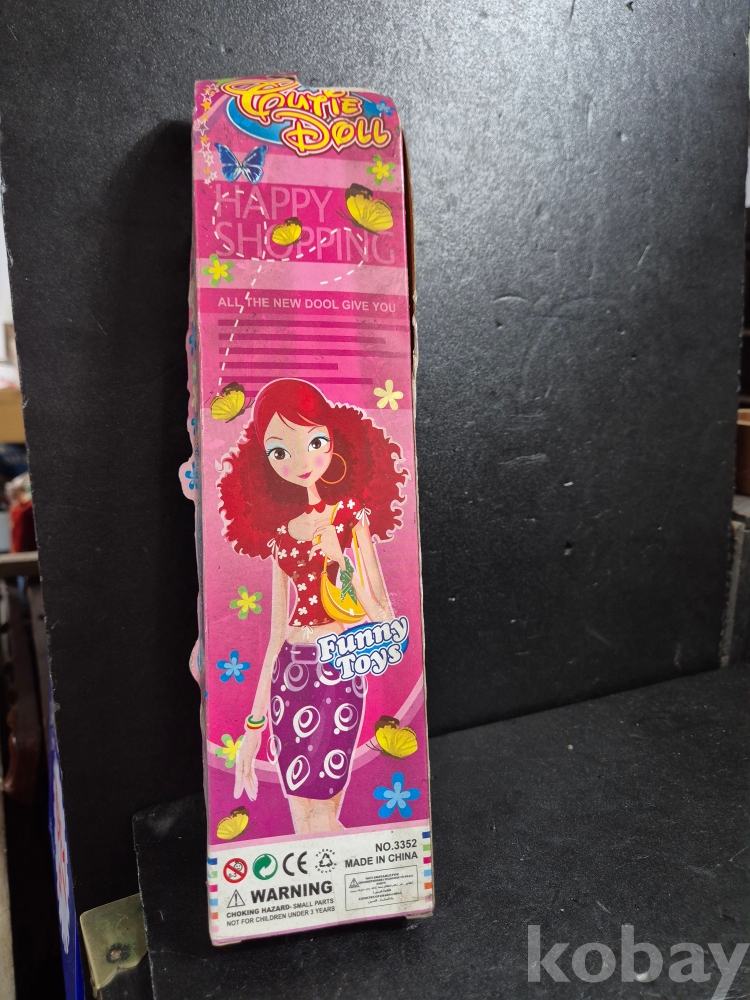 CUTIE
DOLL
HAPPY
SHOPPING
ALL THE NEW DOOL GIVE YOU
Funny
Toys
NO.3352
MADE IN CHINA
CE
WARNING
CHOKING HAZARD-SMALL PARTS
NOT FOR CHILDREN UNDER 3 YEARS
kobay